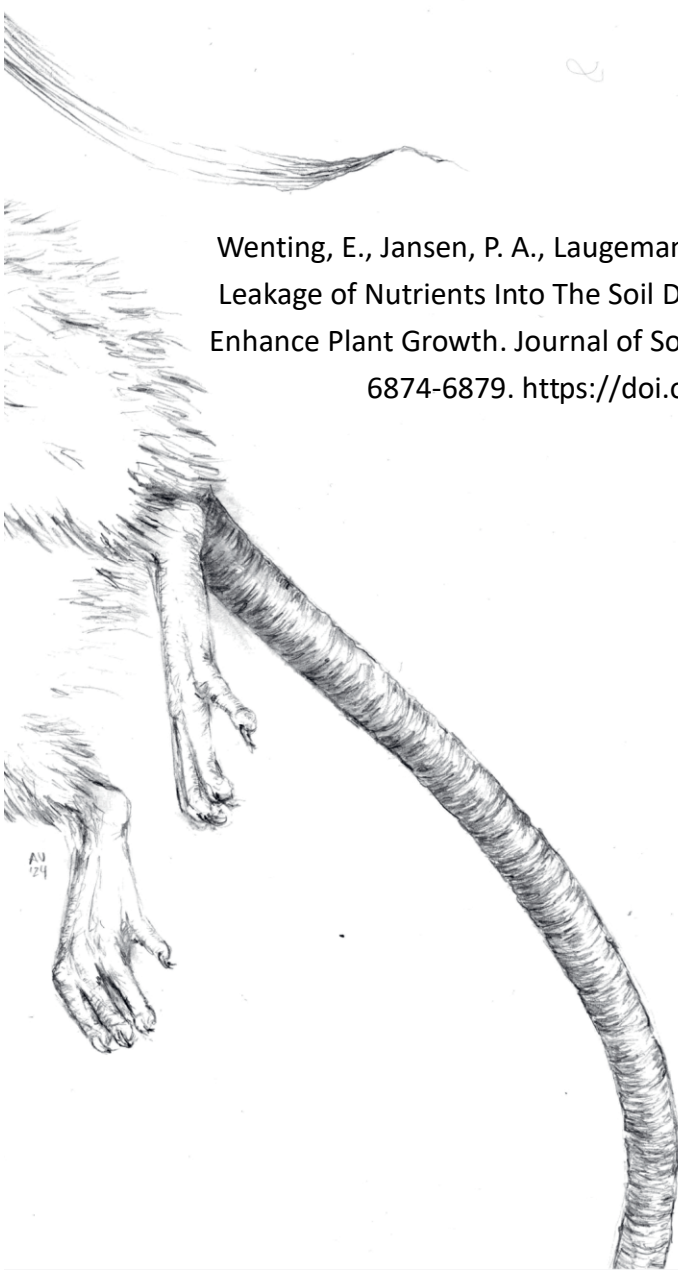 Wenting, E., Jansen, P. A., Laugeman
Leakage of Nutrients Into The Soil D
Enhance Plant Growth. Journal of So
6874-6879. https://doi.o
AV
'24